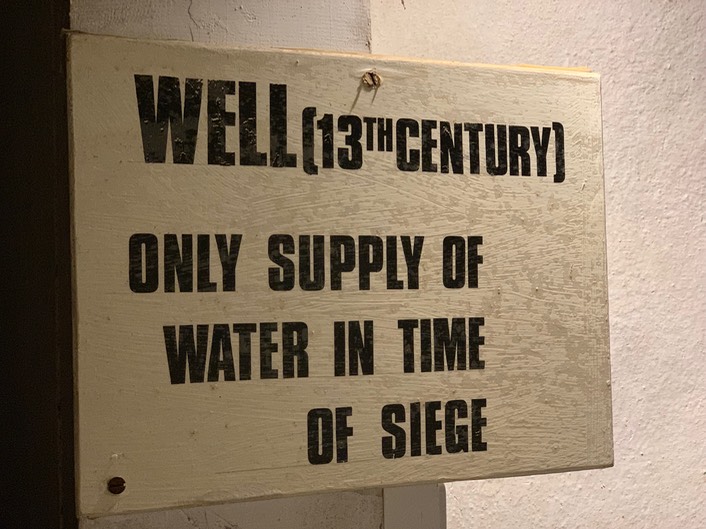 WELL (13TH CENTURY)
ONLY SUPPLY OF
WATER IN TIME
OF SIEGE